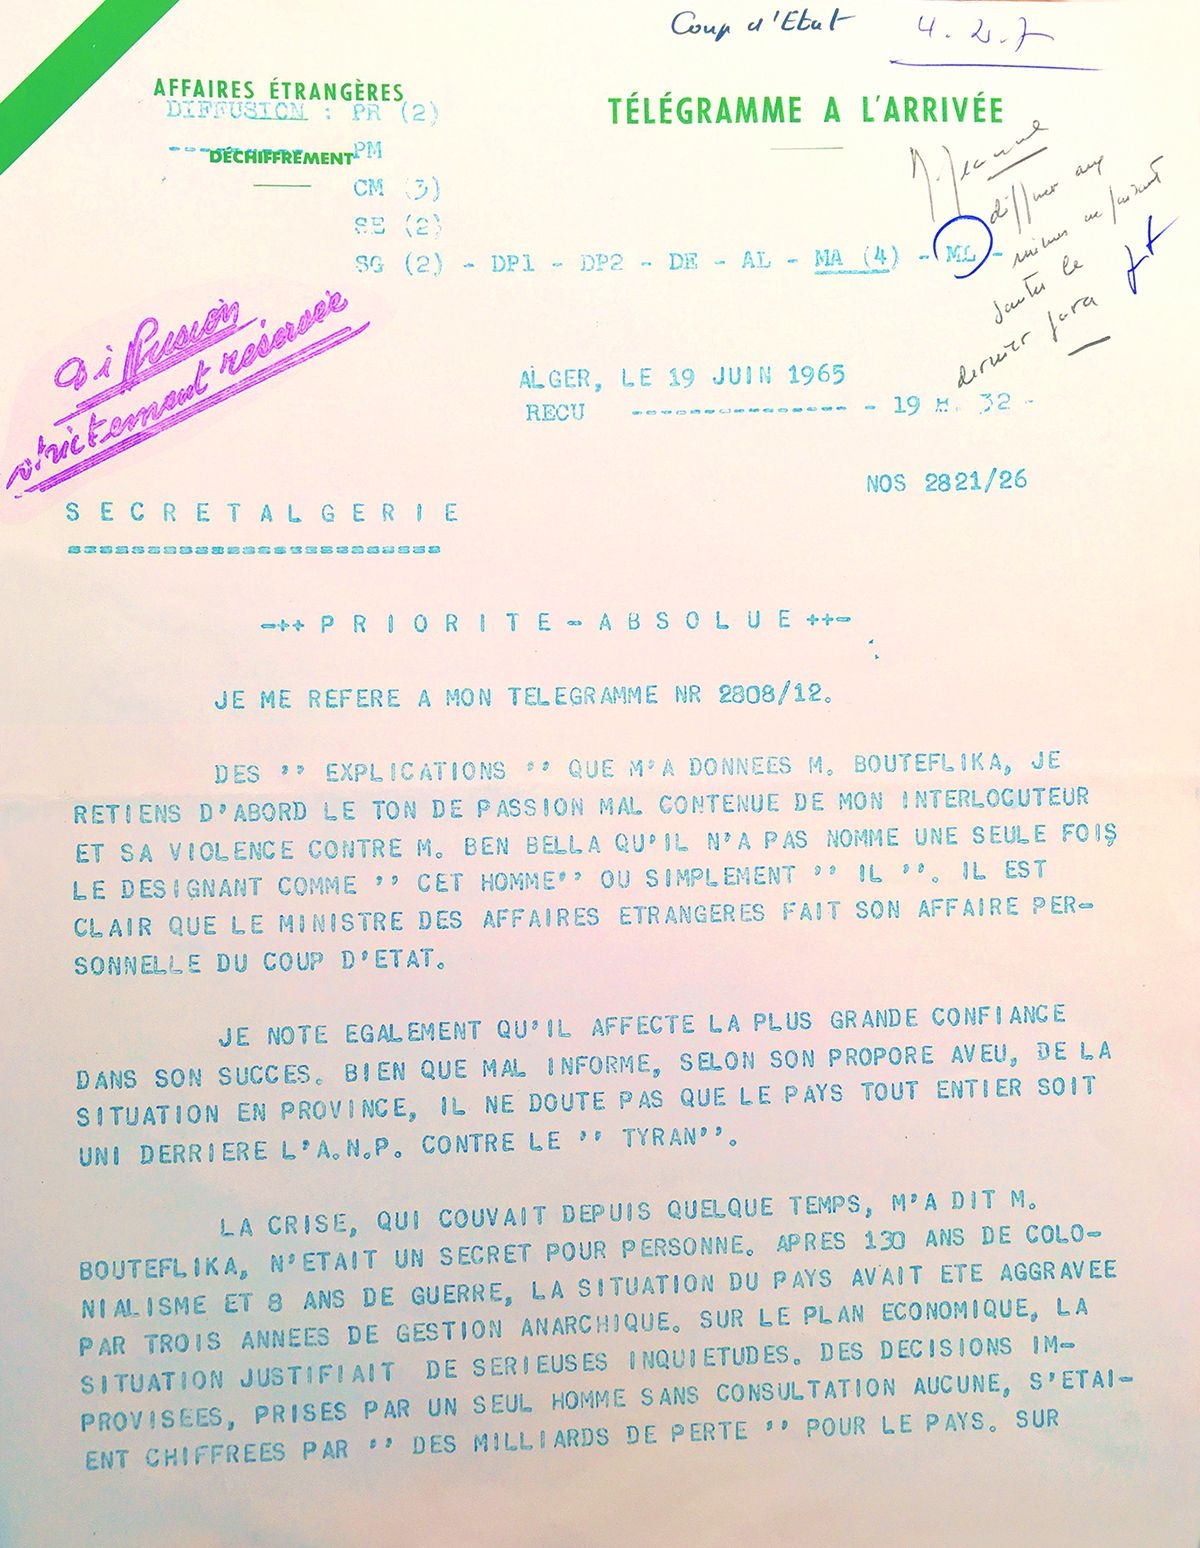 Coup d'Etat
4.2.7
AFFAIRES ÉTRANGÈRES
TÉLÉGRAMME A L'ARRIVÉE
DIFFUSION : PR (2)
DÉCHIFFREMENT
PM
CM (3)
SE (2)
SG (2) - DP1 - DP2 - DE - AL - MA (4) - ML -
diffuser aux
mêmes en faisant
sauter le
dernier para
Diffusion
strictement réservée
ALGER, LE 19 JUIN 1965
RECU --------------- - 19 H. 32 -
NOS 2821/26
S E C R E T A L G E R I E
========================
-++ P R I O R I T E - A B S O L U E ++-
JE ME REFERE A MON TELEGRAMME NR 2808/12.
DES '' EXPLICATIONS '' QUE M'A DONNEES M. BOUTEFLIKA, JE
RETIENS D'ABORD LE TON DE PASSION MAL CONTENUE DE MON INTERLOCUTEUR
ET SA VIOLENCE CONTRE M. BEN BELLA QU'IL N'A PAS NOMME UNE SEULE FOIS
LE DESIGNANT COMME '' CET HOMME'' OU SIMPLEMENT '' IL ''. IL EST
CLAIR QUE LE MINISTRE DES AFFAIRES ETRANGERES FAIT SON AFFAIRE PER-
SONNELLE DU COUP D'ETAT.
JE NOTE EGALEMENT QU'IL AFFECTE LA PLUS GRANDE CONFIANCE
DANS SON SUCCES. BIEN QUE MAL INFORME, SELON SON PROPORE AVEU, DE LA
SITUATION EN PROVINCE, IL NE DOUTE PAS QUE LE PAYS TOUT ENTIER SOIT
UNI DERRIERE L'A.N.P. CONTRE LE '' TYRAN''.
LA CRISE, QUI COUVAIT DEPUIS QUELQUE TEMPS, M'A DIT M.
BOUTEFLIKA, N'ETAIT UN SECRET POUR PERSONNE. APRES 130 ANS DE COLO-
NIALISME ET 8 ANS DE GUERRE, LA SITUATION DU PAYS AVAIT ETE AGGRAVEE
PAR TROIS ANNEES DE GESTION ANARCHIQUE. SUR LE PLAN ECONOMIQUE, LA
SITUATION JUSTIFIAIT DE SERIEUSES INQUIETUDES. DES DECISIONS IM-
PROVISEES, PRISES PAR UN SEUL HOMME SANS CONSULTATION AUCUNE, S'ETAI-
ENT CHIFFREES PAR '' DES MILLIARDS DE PERTE '' POUR LE PAYS. SUR